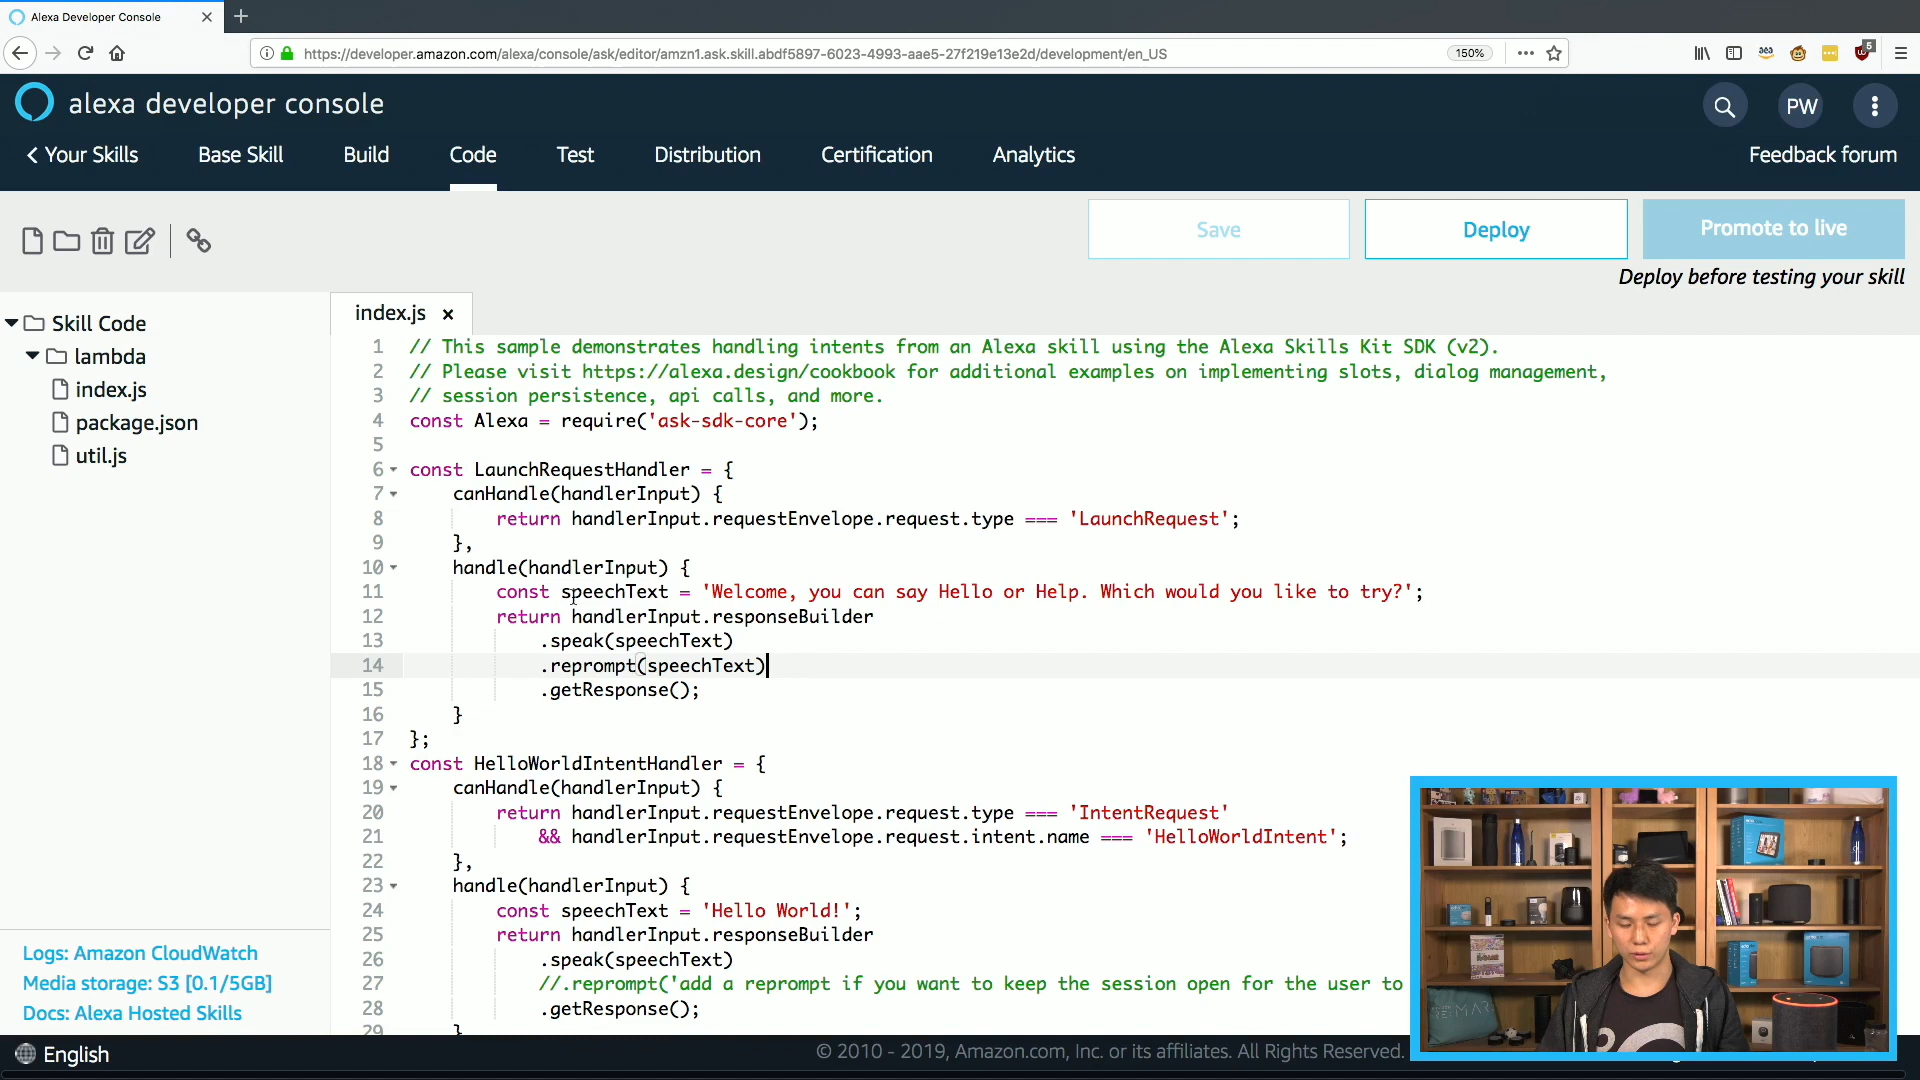 Alexa Developer Console
https://developer.amazon.com/alexa/console/ask/editor/amzn1.ask.skill.abdf5897-6023-4993-aae5-27f219e13e2d/development/en_US
150%
5
alexa developer console
PW
Your Skills
Base Skill
Build
Code
Test
Distribution
Certification
Analytics
Feedback forum
Save
Deploy
Promote to live
Deploy before testing your skill
Skill Code
lambda
index.js
package.json
util.js
Logs: Amazon CloudWatch
Media storage: S3 [0.1/5GB]
Docs: Alexa Hosted Skills
index.js
1 // This sample demonstrates handling intents from an Alexa skill using the Alexa Skills Kit SDK (v2).
2 // Please visit https://alexa.design/cookbook for additional examples on implementing slots, dialog management,
3 // session persistence, api calls, and more.
4 const Alexa = require('ask-sdk-core');
5
6 const LaunchRequestHandler = {
7 canHandle(handlerInput) {
8 return handlerInput.requestEnvelope.request.type === 'LaunchRequest';
9 },
10 handle(handlerInput) {
11 const speechText = 'Welcome, you can say Hello or Help. Which would you like to try?';
12 return handlerInput.responseBuilder
13 .speak(speechText)
14 .reprompt(speechText)
15 .getResponse();
16 }
17 };
18 const HelloWorldIntentHandler = {
19 canHandle(handlerInput) {
20 return handlerInput.requestEnvelope.request.type === 'IntentRequest'
21 && handlerInput.requestEnvelope.request.intent.name === 'HelloWorldIntent';
22 },
23 handle(handlerInput) {
24 const speechText = 'Hello World!';
25 return handlerInput.responseBuilder
26 .speak(speechText)
27 //.reprompt('add a reprompt if you want to keep the session open for the user to
28 .getResponse();
29 }
English
© 2010 - 2019, Amazon.com, Inc. or its affiliates. All Rights Reserved.